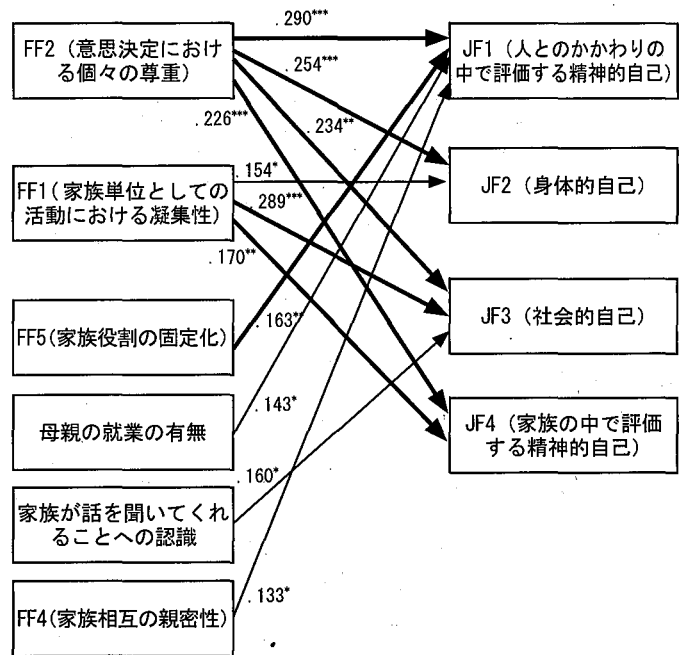 .290***
FF2（意思決定におけ
る個々の尊重）
JF1（人とのかかわりの
中で評価する精神的自己）
.254***
.226***
.234**
.154*
FF1(家族単位としての
活動における凝集性)
JF2（身体的自己）
.289***
.170**
JF3（社会的自己）
FF5(家族役割の固定化)
.163**
母親の就業の有無
.143*
JF4（家族の中で評価
する精神的自己）
.160*
家族が話を聞いてくれ
ることへの認識
FF4(家族相互の親密性)
.133*